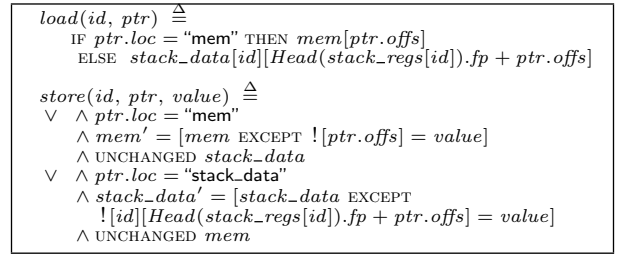 load(id, ptr) ≜
IF ptr.loc = "mem" THEN mem[ptr.offs]
ELSE stack_data[id][Head(stack_regs[id]).fp + ptr.offs]
store(id, ptr, value) ≜
∨ ∧ ptr.loc = "mem"
∧ mem′ = [mem EXCEPT ![ptr.offs] = value]
∧ UNCHANGED stack_data
∨ ∧ ptr.loc = "stack_data"
∧ stack_data′ = [stack_data EXCEPT
![id][Head(stack_regs[id]).fp + ptr.offs] = value]
∧ UNCHANGED mem